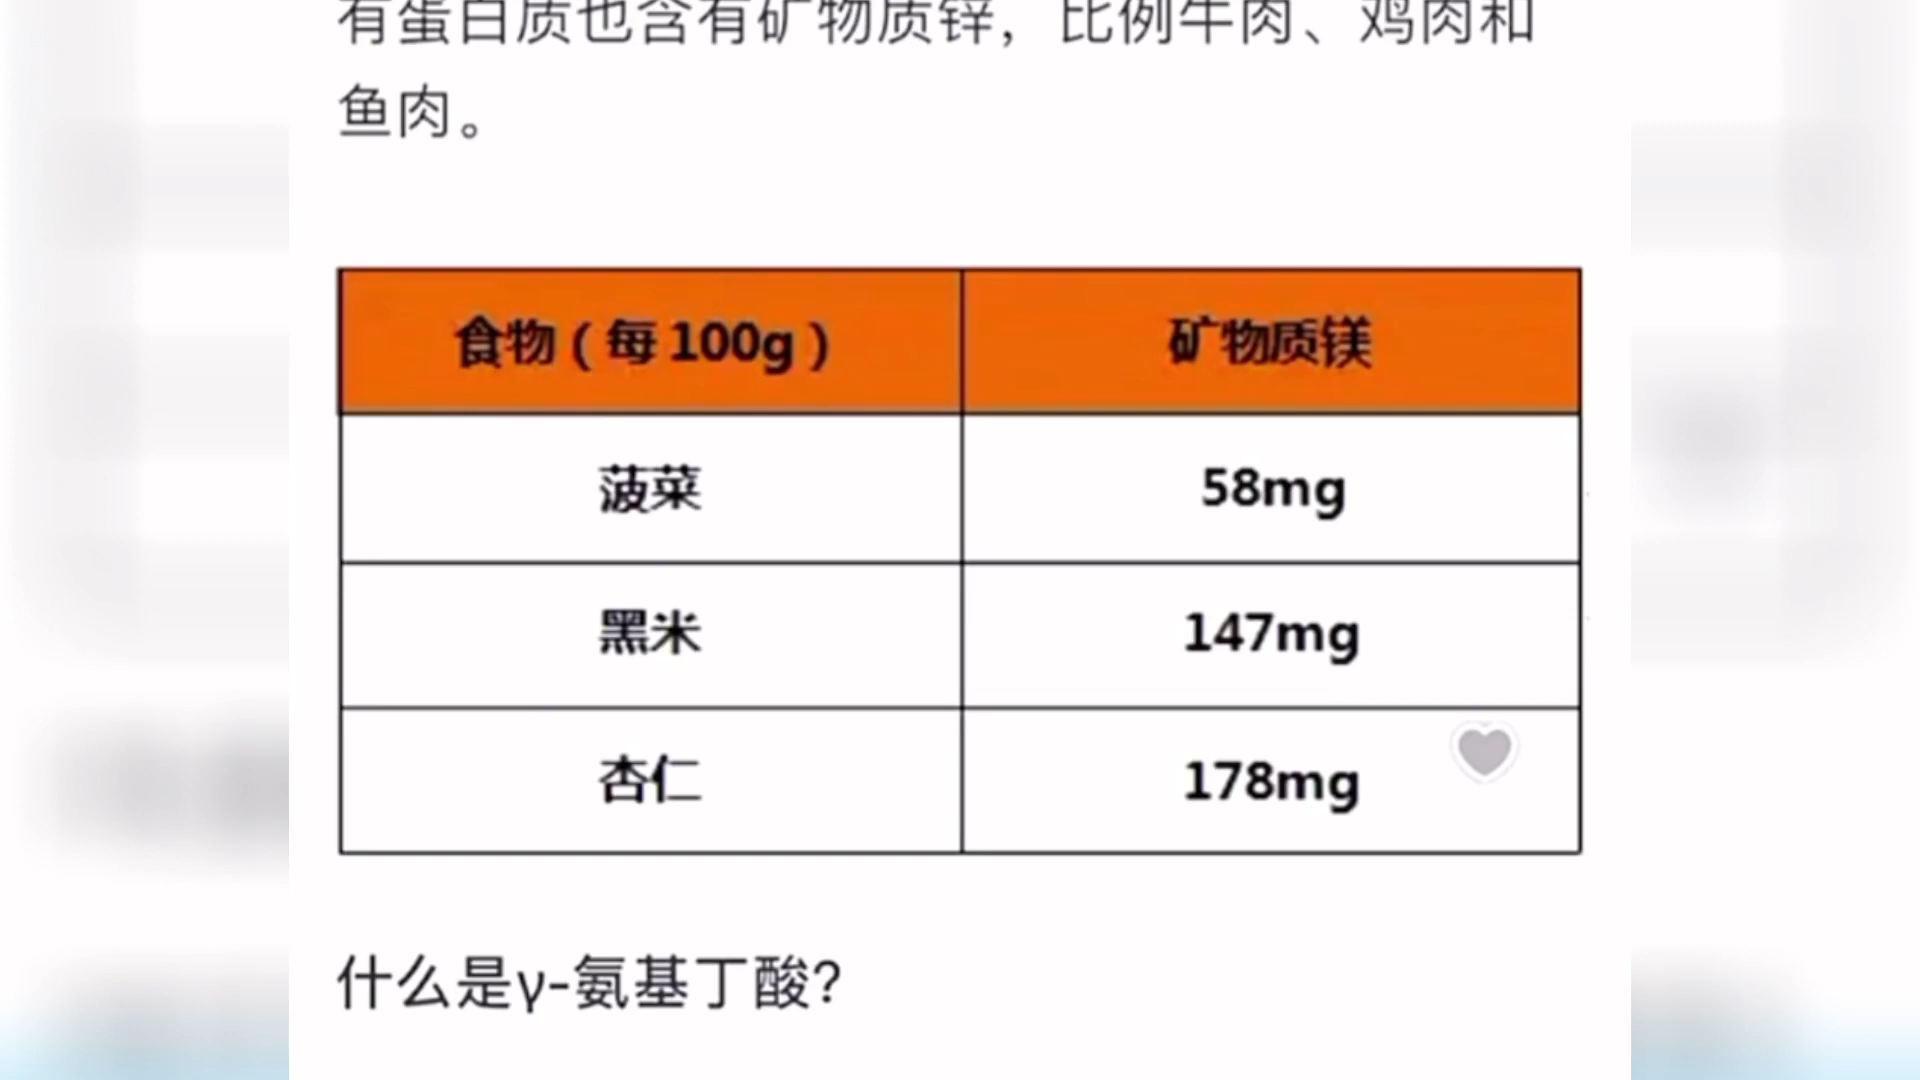 有蛋白质也含有矿物质锌，比例牛肉、鸡肉和
鱼肉。
食物（每100g） 矿物质镁
菠菜 58mg
黑米 147mg
杏仁 178mg
什么是γ-氨基丁酸？